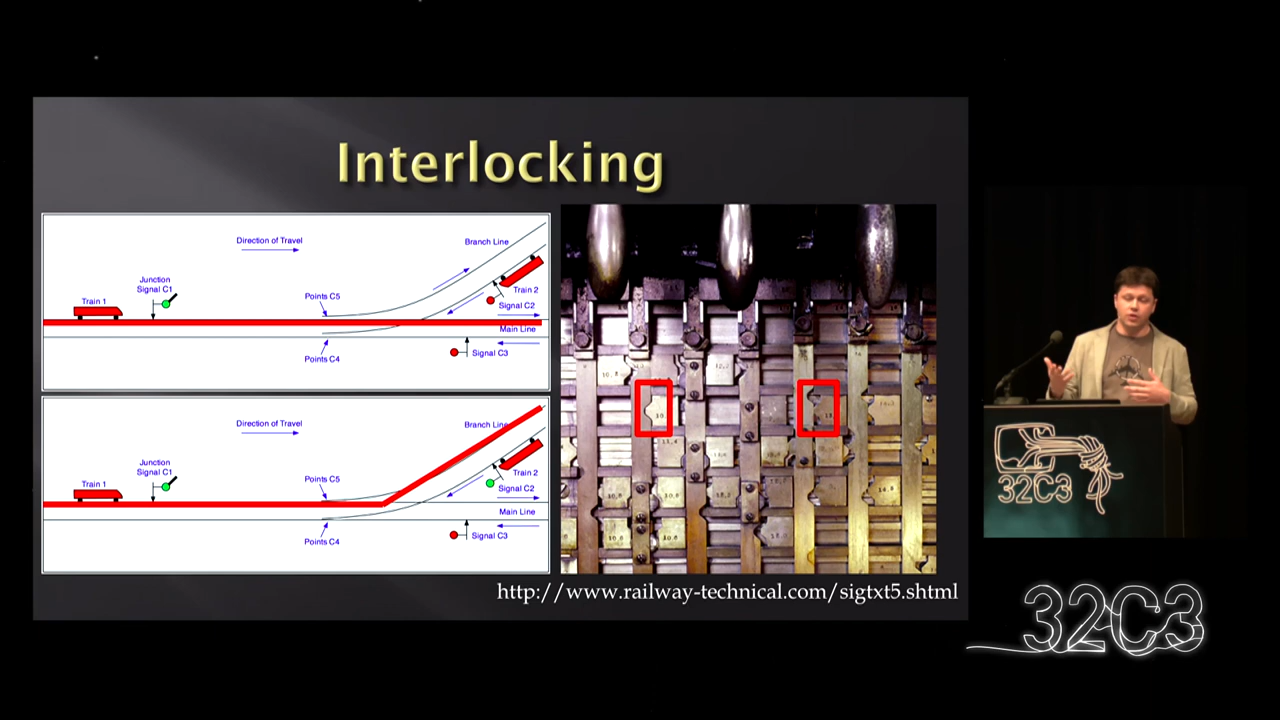 Interlocking
Direction of Travel
Branch Line
Junction
Signal C1
Train 1
Points C5
Train 2
Signal C2
Main Line
Points C4
Signal C3
Direction of Travel
Branch Line
Junction
Signal C1
Train 1
Points C5
Train 2
Signal C2
Main Line
Points C4
Signal C3
http://www.railway-technical.com/sigtxt5.shtml
32C3
32C3